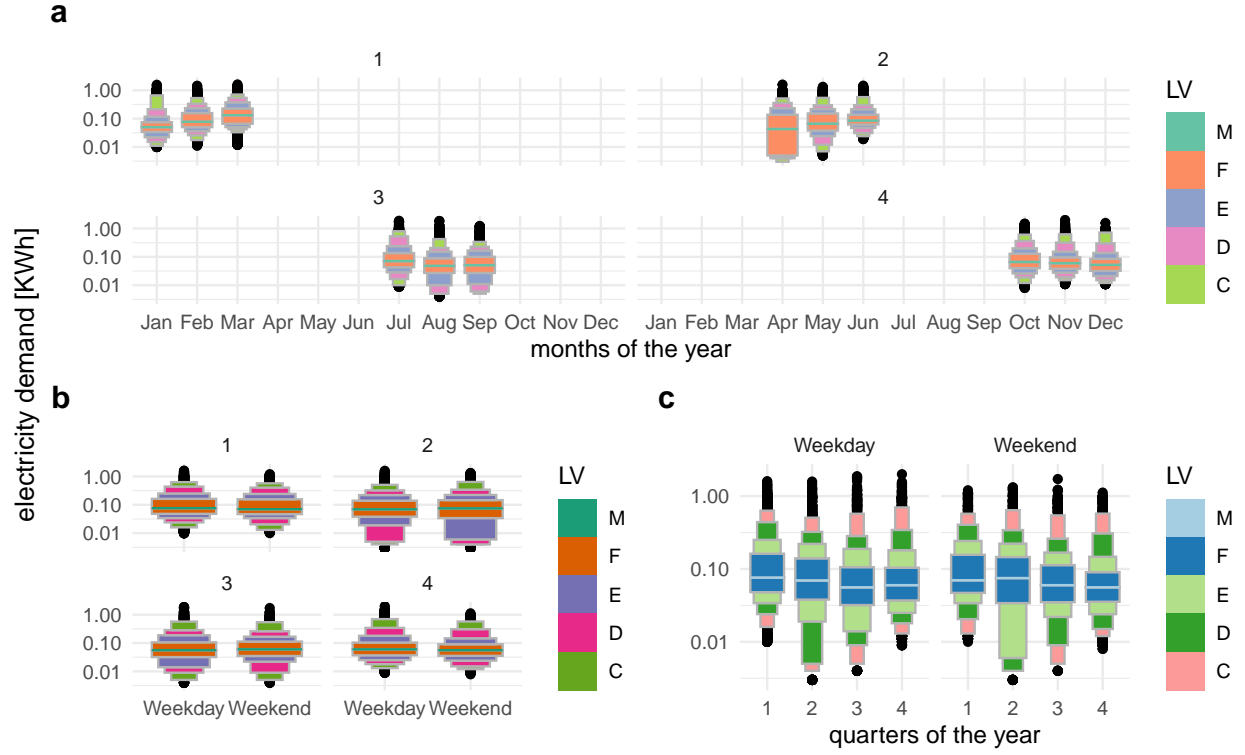 a
1 2
1.00
0.10
0.01
3 4
1.00
0.10
0.01
Jan Feb Mar Apr May Jun Jul Aug Sep Oct Nov Dec Jan Feb Mar Apr May Jun Jul Aug Sep Oct Nov Dec
months of the year
LV
M
F
E
D
C
electricity demand [KWh]
b
1 2
1.00
0.10
0.01
3 4
1.00
0.10
0.01
Weekday Weekend Weekday Weekend
LV
M
F
E
D
C
c
Weekday Weekend
1.00
0.10
0.01
1 2 3 4 1 2 3 4
quarters of the year
LV
M
F
E
D
C